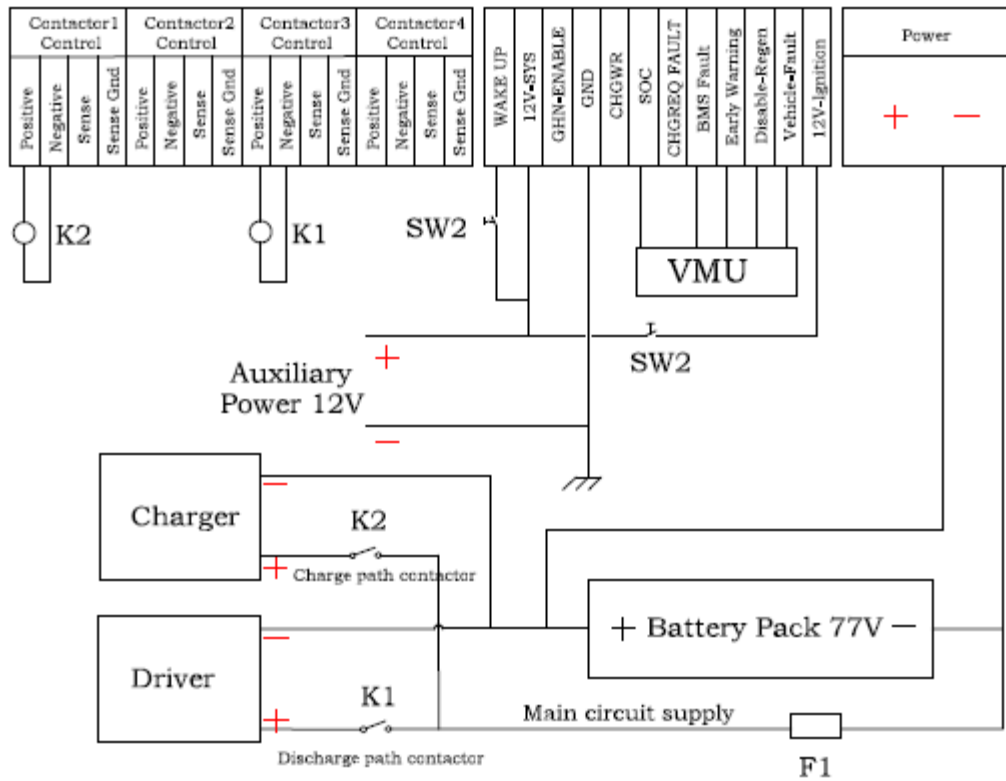 Contactor1
Control
Contactor2
Control
Contactor3
Control
Contactor4
Control
Positive
Negative
Sense
Sense Gnd
Positive
Negative
Sense
Sense Gnd
Positive
Negative
Sense
Sense Gnd
Positive
Negative
Sense
Sense Gnd
WAKE UP
12V-SYS
GHN-ENABLE
GND
CHGWR
SOC
CHGREQ FAULT
BMS Fault
Early Warning
Disable-Regen
Vehicle-Fault
12V-Ignition
Power
+ −
K2
K1
SW2
VMU
SW2
+
Auxiliary
Power 12V
−
Charger
−
+
K2
Charge path contactor
+ Battery Pack 77V −
Driver
−
+
K1
Discharge path contactor
Main circuit supply
F1